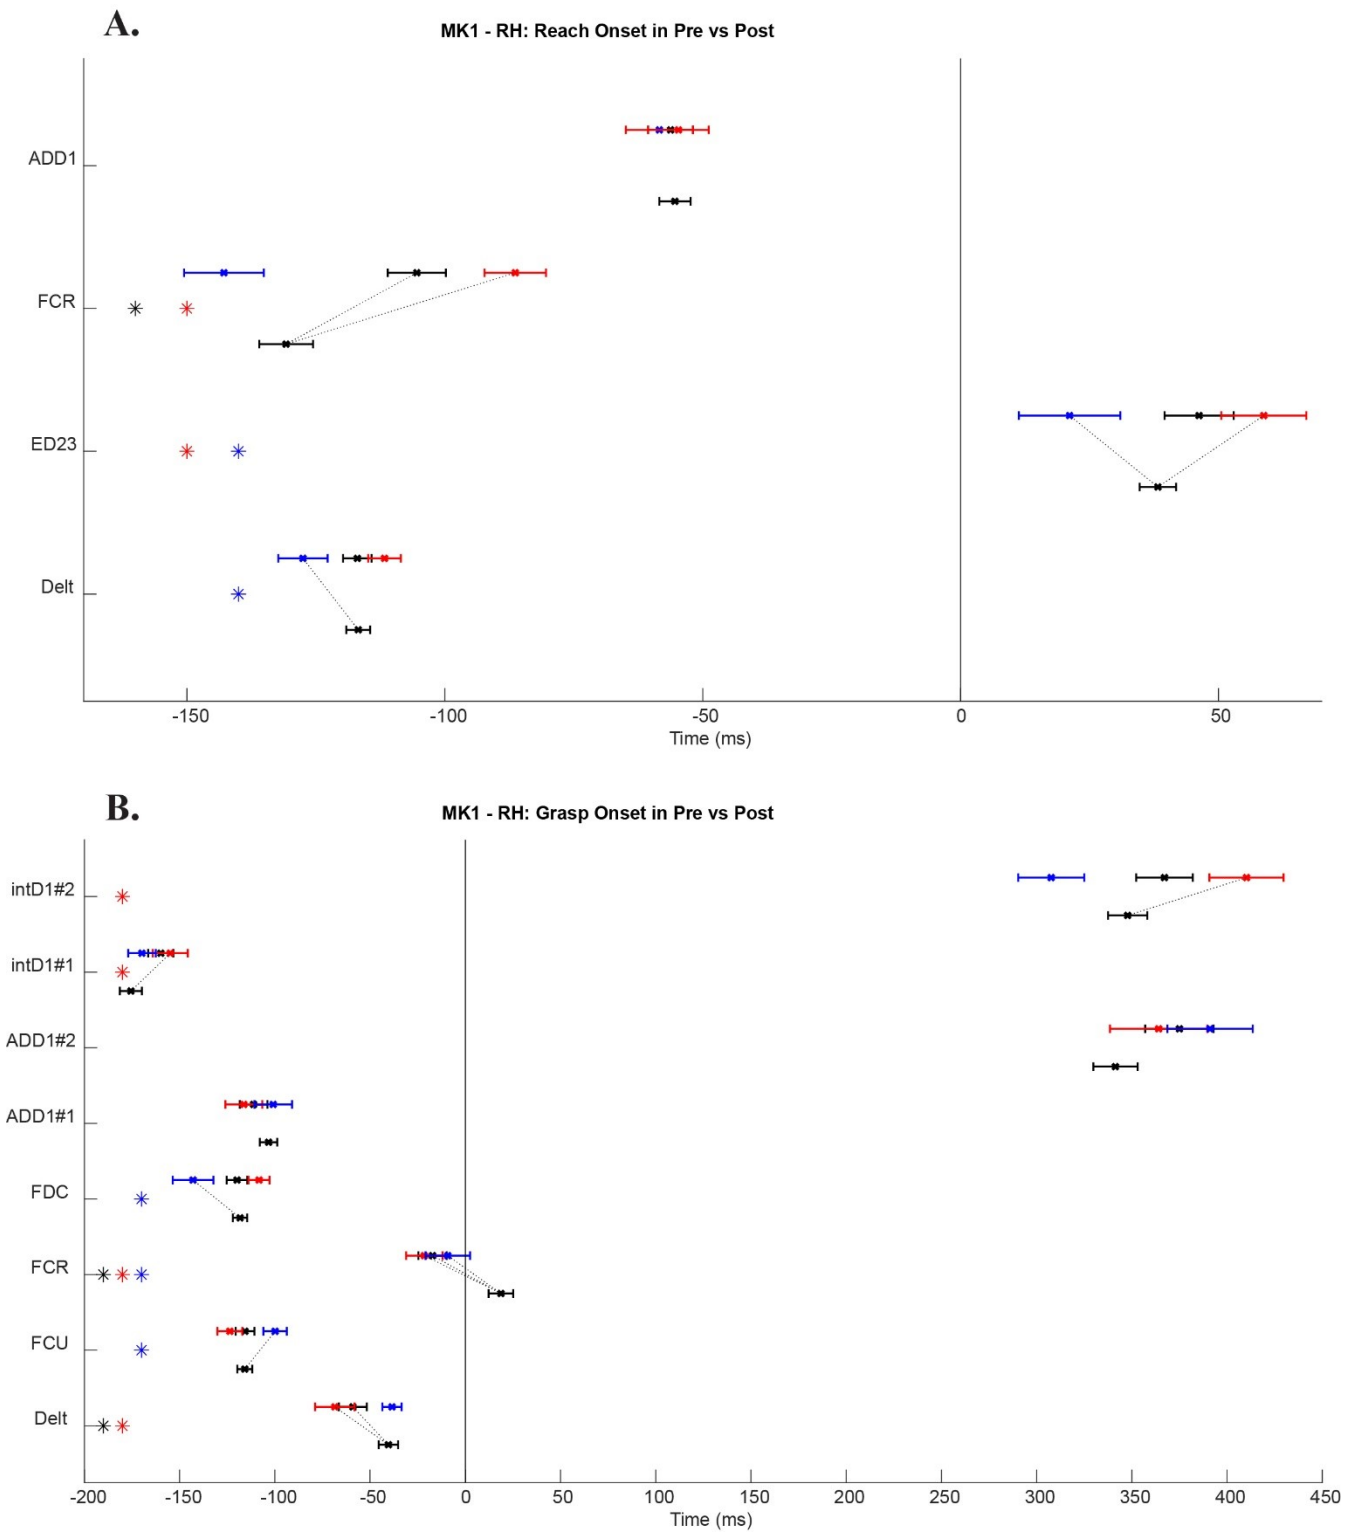 A.
MK1 - RH: Reach Onset in Pre vs Post
ADD1
FCR
ED23
Delt
-150 -100 -50 0 50
Time (ms)
B.
MK1 - RH: Grasp Onset in Pre vs Post
intD1#2
intD1#1
ADD1#2
ADD1#1
FDC
FCR
FCU
Delt
-200 -150 -100 -50 0 50 100 150 200 250 300 350 400 450
Time (ms)